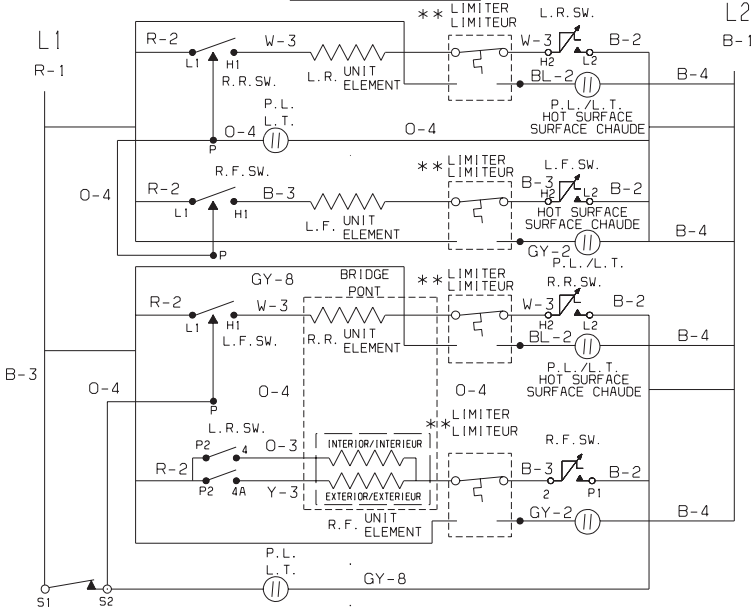 L1
R-1
L2
B-1
R-2
L1
H1
W-3
R.R.SW.
L.R. UNIT
ELEMENT
** LIMITER
LIMITEUR
L.R.SW.
W-3
H2
L2
B-2
BL-2
B-4
P.L./L.T.
HOT SURFACE
SURFACE CHAUDE
P.L.
L.T.
O-4
O-4
P
O-4
R.F.SW.
R-2
L1
H1
B-3
L.F. UNIT
ELEMENT
** LIMITER
LIMITEUR
L.F.SW.
B-3
H2
L2
B-2
HOT SURFACE
SURFACE CHAUDE
GY-2
P.L./L.T.
B-4
P
GY-8
BRIDGE
PONT
R-2
L1
H1
W-3
L.F.SW.
R.R. UNIT
ELEMENT
** LIMITER
LIMITEUR
R.R.SW.
W-3
H2
L2
B-2
BL-2
B-4
P.L./L.T.
HOT SURFACE
SURFACE CHAUDE
B-3
O-4
O-4
O-4
P
L.R.SW.
P2
4
O-3
R-2
P2
4A
Y-3
INTERIOR/INTERIEUR
EXTERIOR/EXTERIEUR
R.F. UNIT
ELEMENT
** LIMITER
LIMITEUR
R.F.SW.
B-3
2
P1
B-2
GY-2
B-4
P.L.
L.T.
GY-8
S1
S2